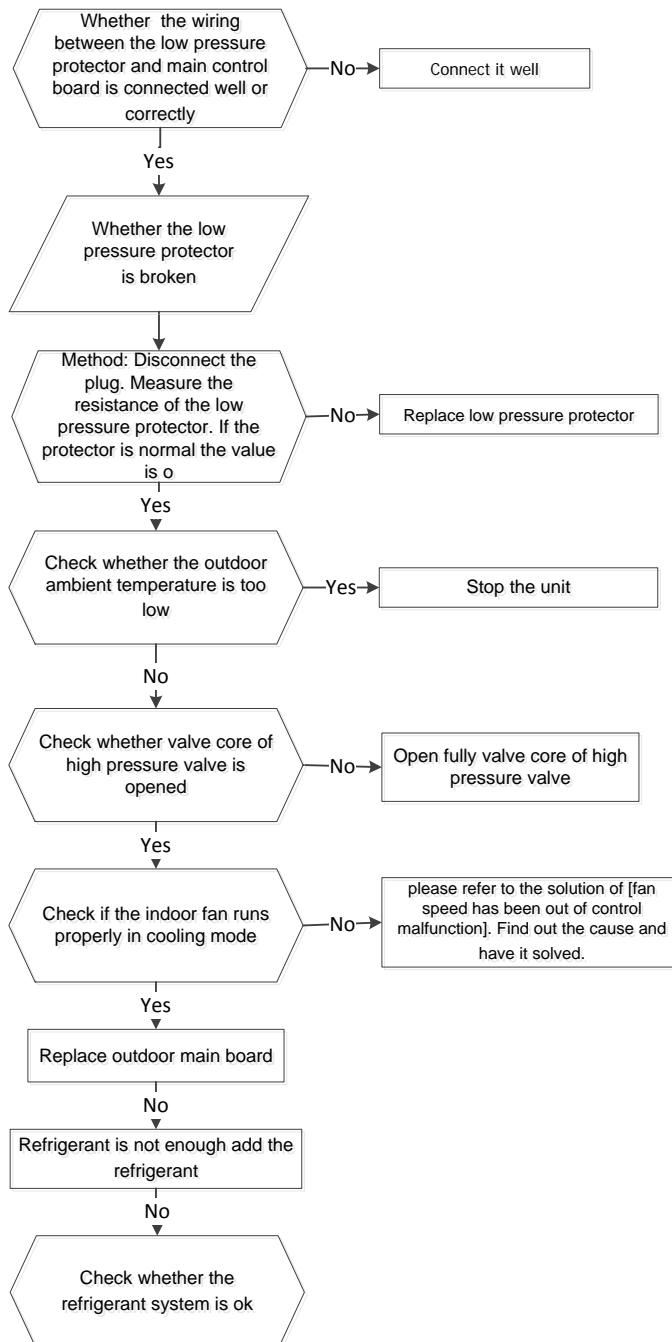 Whether the wiring
between the low pressure
protector and main control
board is connected well or
correctly
No
Connect it well
Yes
Whether the low
pressure protector
is broken
Method: Disconnect the
plug. Measure the
resistance of the low
pressure protector. If the
protector is normal the value
is o
No
Replace low pressure protector
Yes
Check whether the outdoor
ambient temperature is too
low
Yes
Stop the unit
No
Check whether valve core of
high pressure valve is
opened
No
Open fully valve core of high
pressure valve
Yes
Check if the indoor fan runs
properly in cooling mode
No
please refer to the solution of [fan
speed has been out of control
malfunction]. Find out the cause and
have it solved.
Yes
Replace outdoor main board
No
Refrigerant is not enough add the
refrigerant
No
Check whether the
refrigerant system is ok